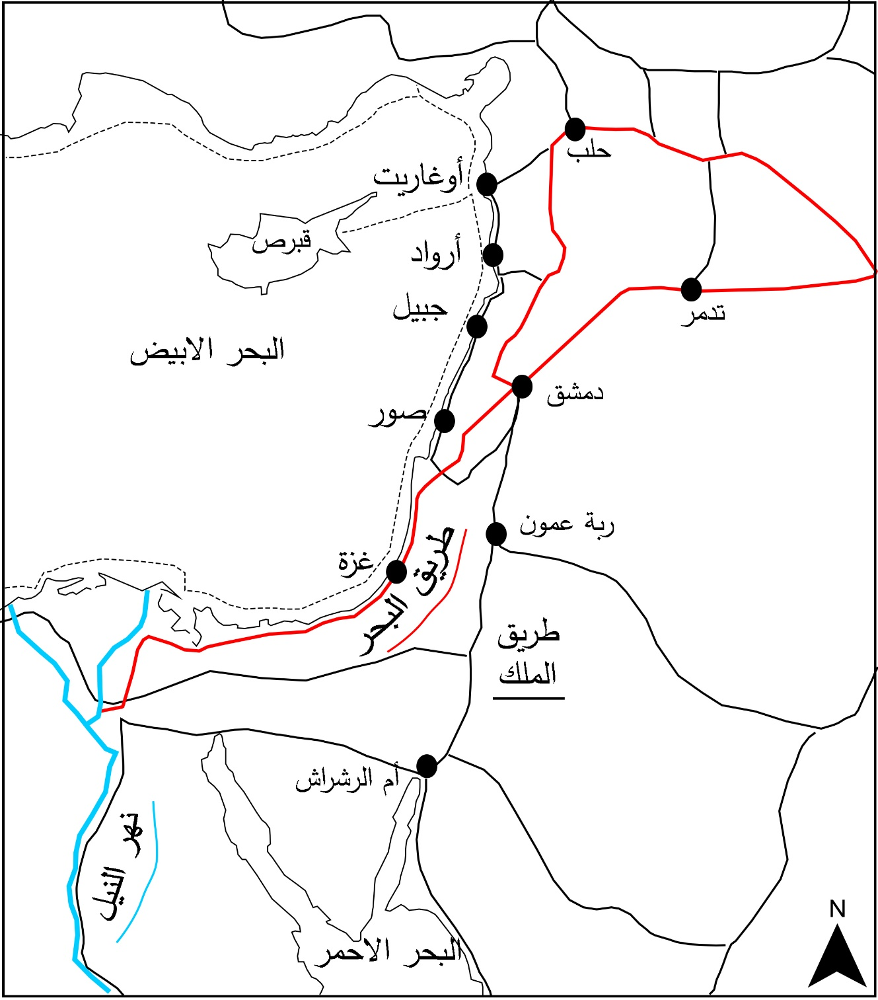 حلب
أوغاريت
قبرص
أرواد
جبيل
تدمر
البحر الابيض
دمشق
صور
ربة عمون
غزة
طريق البحر
طريق
الملك
أم الرشراش
نهر النيل
N
البحر الاحمر